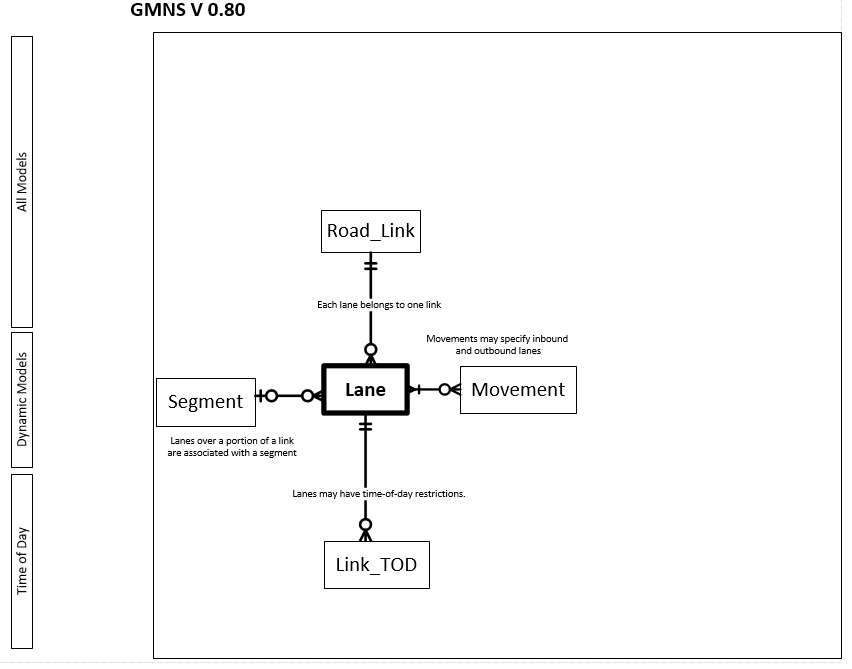 GMNS V 0.80
All Models
Road_Link
Each lane belongs to one link
Movements may specify inbound
and outbound lanes
Dynamic Models
Segment
Lane
Movement
Lanes over a portion of a link
are associated with a segment
Lanes may have time-of-day restrictions.
Time of Day
Link_TOD